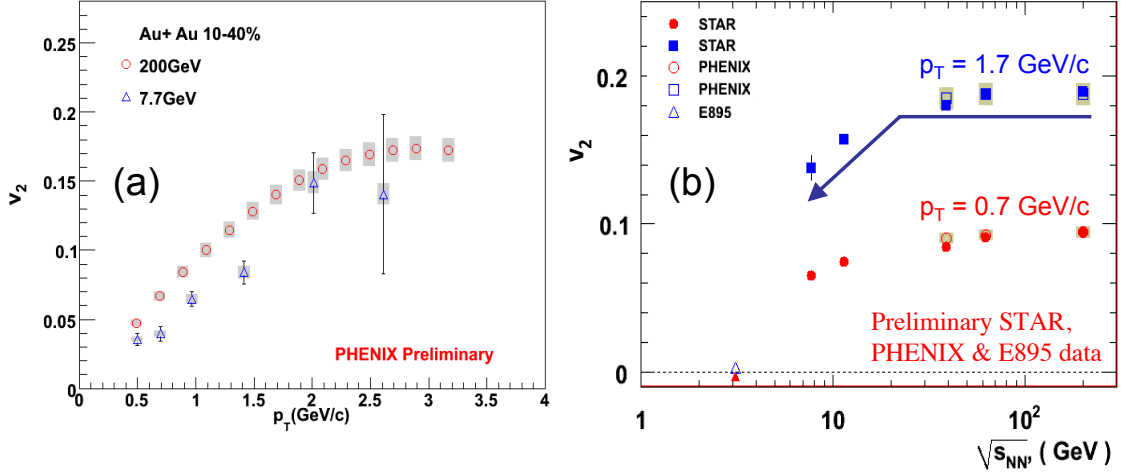 Au+ Au 10-40%
200GeV
7.7GeV
(a)
PHENIX Preliminary
v2
0.25
0.2
0.15
0.1
0.05
0
0 0.5 1 1.5 2 2.5 3 3.5 4
pT(GeV/c)
STAR
STAR
PHENIX
PHENIX
E895
pT = 1.7 GeV/c
(b)
pT = 0.7 GeV/c
Preliminary STAR,
PHENIX & E895 data
v2
0.2
0.1
0
1 10 10²
√sNN, ( GeV )